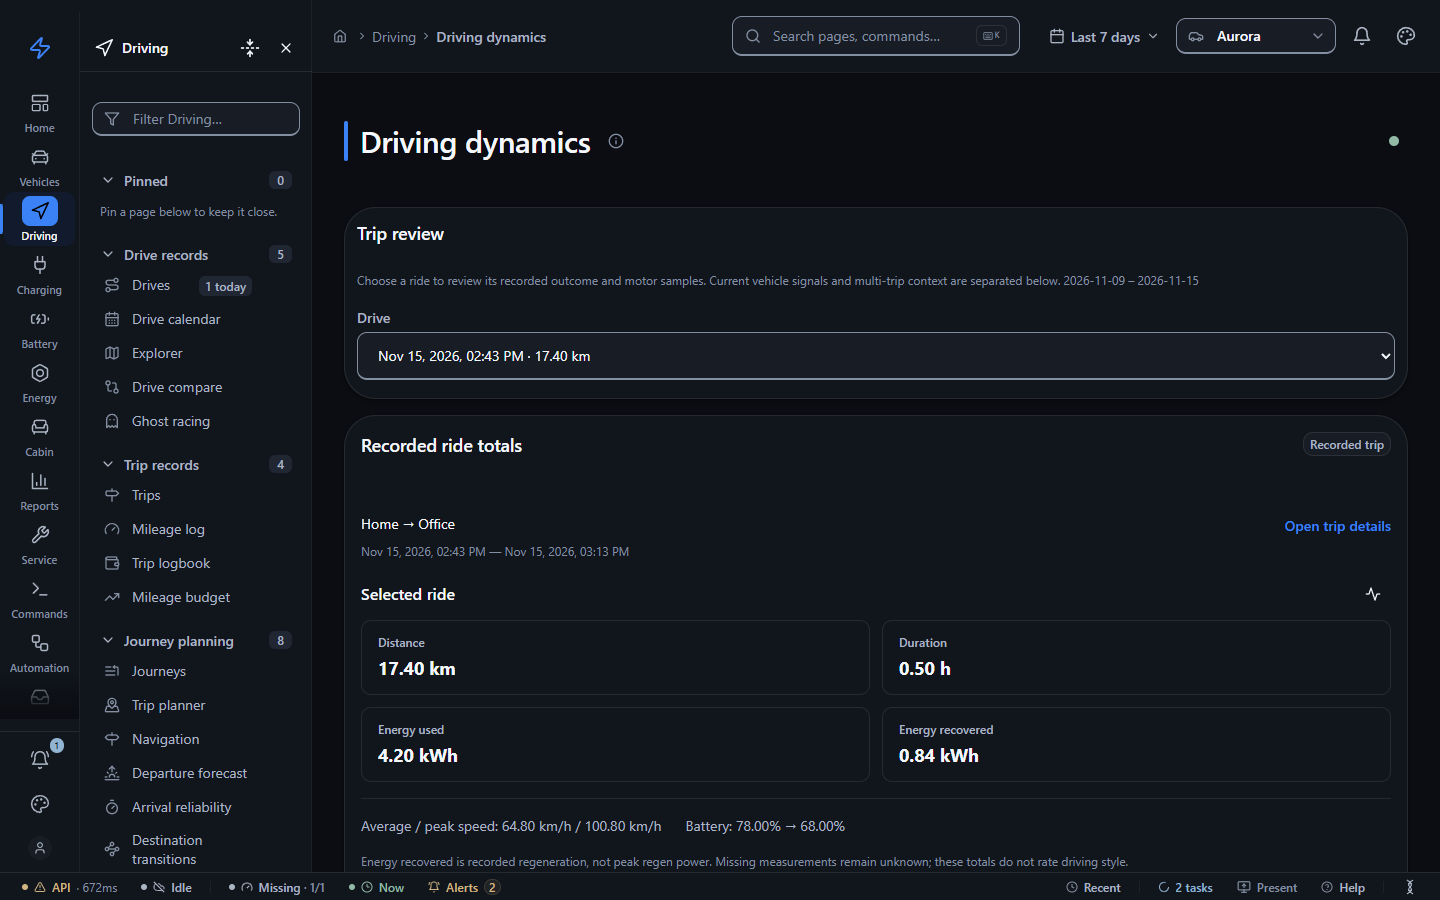 Driving
Driving
Driving dynamics
Search pages, commands...
K
Last 7 days
Aurora
Home
Vehicles
Driving
Charging
Battery
Energy
Cabin
Reports
Service
Commands
Automation
1
Filter Driving...
Pinned
0
Pin a page below to keep it close.
Drive records
5
Drives
1 today
Drive calendar
Explorer
Drive compare
Ghost racing
Trip records
4
Trips
Mileage log
Trip logbook
Mileage budget
Journey planning
8
Journeys
Trip planner
Navigation
Departure forecast
Arrival reliability
Destination
transitions
Driving dynamics
Trip review
Choose a ride to review its recorded outcome and motor samples. Current vehicle signals and multi-trip context are separated below. 2026-11-09 – 2026-11-15
Drive
Nov 15, 2026, 02:43 PM · 17.40 km
Recorded ride totals
Recorded trip
Home → Office
Open trip details
Nov 15, 2026, 02:43 PM — Nov 15, 2026, 03:13 PM
Selected ride
Distance
17.40 km
Duration
0.50 h
Energy used
4.20 kWh
Energy recovered
0.84 kWh
Average / peak speed: 64.80 km/h / 100.80 km/h
Battery: 78.00% → 68.00%
Energy recovered is recorded regeneration, not peak regen power. Missing measurements remain unknown; these totals do not rate driving style.
API · 672ms
Idle
Missing · 1/1
Now
Alerts 2
Recent
2 tasks
Present
Help